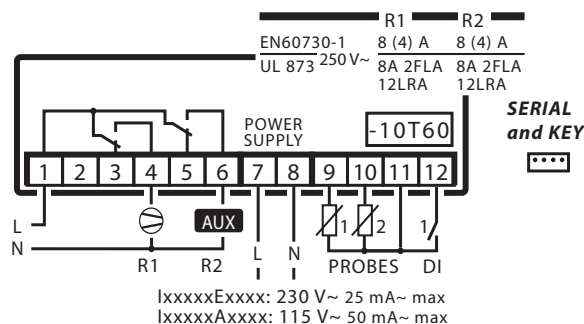 R1 R2
EN60730-1 8 (4) A 8 (4) A
UL 873 250 V~ 8A 2FLA 8A 2FLA
12LRA 12LRA
SERIAL
and KEY
POWER
SUPPLY
-10T60
1 2 3 4 5 6 7 8 9 10 11 12
L
N
AUX
1 2 1
R1 R2 L N PROBES DI
IxxxxxExxxx: 230 V~ 25 mA~ max
IxxxxxAxxxx: 115 V~ 50 mA~ max